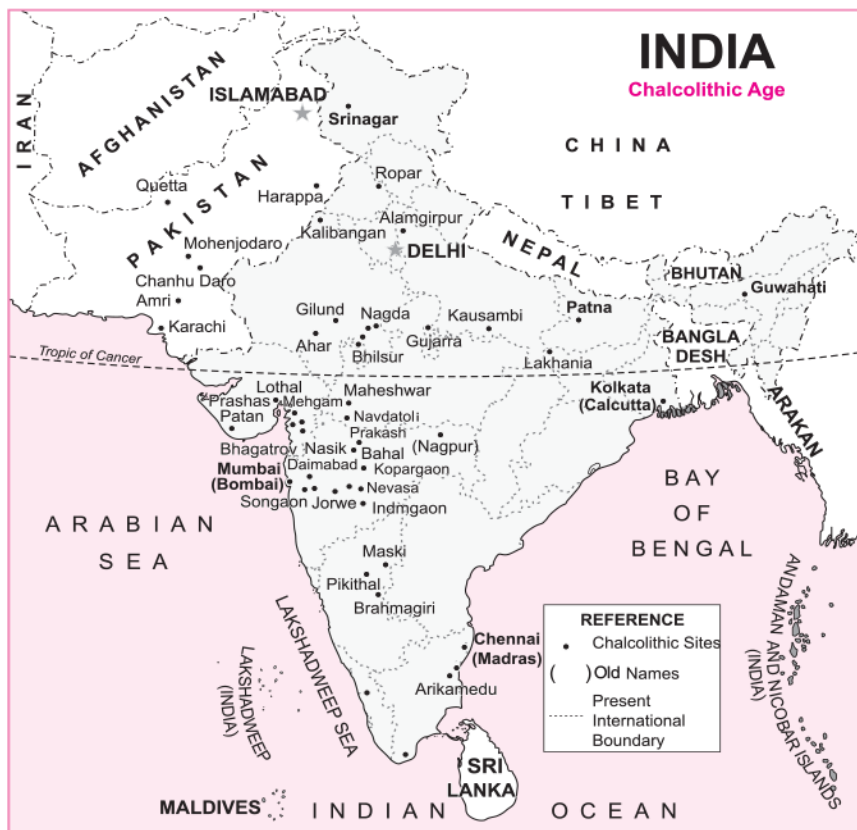 INDIA
Chalcolithic Age
IRAN
AFGHANISTAN
ISLAMABAD
Srinagar
CHINA
TIBET
Quetta
PAKISTAN
Harappa
Ropar
Kalibangan
Alamgirpur
DELHI
NEPAL
BHUTAN
Guwahati
Mohenjodaro
Chanhu Daro
Amri
Karachi
Gilund
Nagda
Kausambi
Patna
Ahar
Bhilsur
Gujarra
Lakhania
BANGLA
DESH
Tropic of Cancer
Lothal
Maheshwar
Kolkata
(Calcutta)
ARAKAN
Prashas
Mehgam
Patan
Navdatoli
Prakash
(Nagpur)
Bhagatrov
Nasik
Bahal
Mumbai
(Bombai)
Daimabad
Kopargaon
Songaon
Jorwe
Nevasa
Indmgaon
ARABIAN
SEA
BAY
OF
BENGAL
Maski
Pikithal
Brahmagiri
Chennai
(Madras)
Arikamedu
LAKSHADWEEP
(INDIA)
LAKSHADWEEP SEA
ANDAMAN AND NICOBAR ISLANDS
(INDIA)
REFERENCE
Chalcolithic Sites
( ) Old Names
Present
International
Boundary
SRI
LANKA
MALDIVES
INDIAN OCEAN